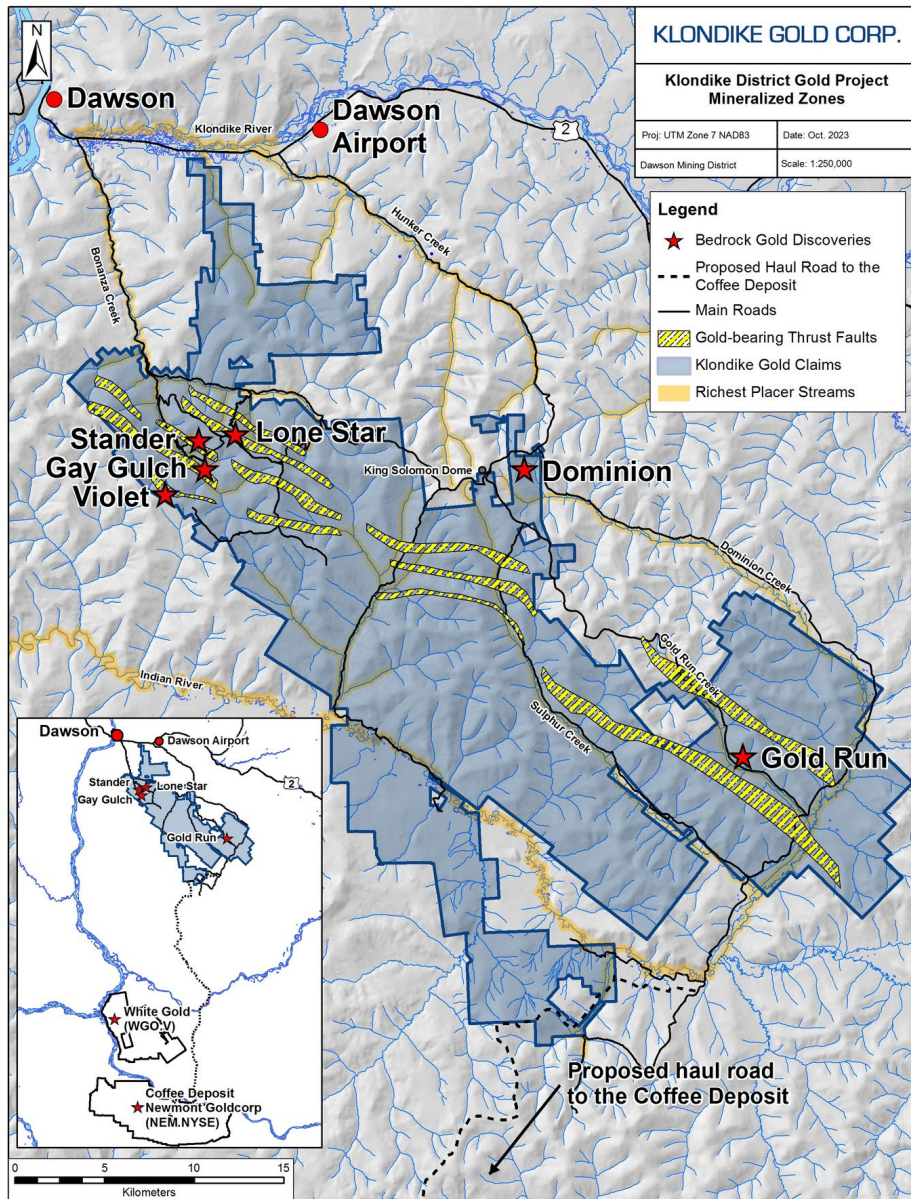 KLONDIKE GOLD CORP.
Klondike District Gold Project
Mineralized Zones
Proj: UTM Zone 7 NAD83
Date: Oct. 2023
Dawson Mining District
Scale: 1:250,000
Legend
Bedrock Gold Discoveries
Proposed Haul Road to the
Coffee Deposit
Main Roads
Gold-bearing Thrust Faults
Klondike Gold Claims
Richest Placer Streams
N
Dawson
Klondike River
Dawson
Airport
2
Hunker Creek
Bonanza Creek
Lone Star
Stander
Gay Gulch
Violet
King Solomon Dome
Dominion
Dominion Creek
Gold Run Creek
Indian River
Sulphur Creek
Gold Run
Proposed haul road
to the Coffee Deposit
Dawson
Dawson Airport
2
Stander
Lone Star
Gay Gulch
Gold Run
White Gold
(WGO.V)
Coffee Deposit
Newmont Goldcorp
(NEM.NYSE)
0 5 10 15
Kilometers